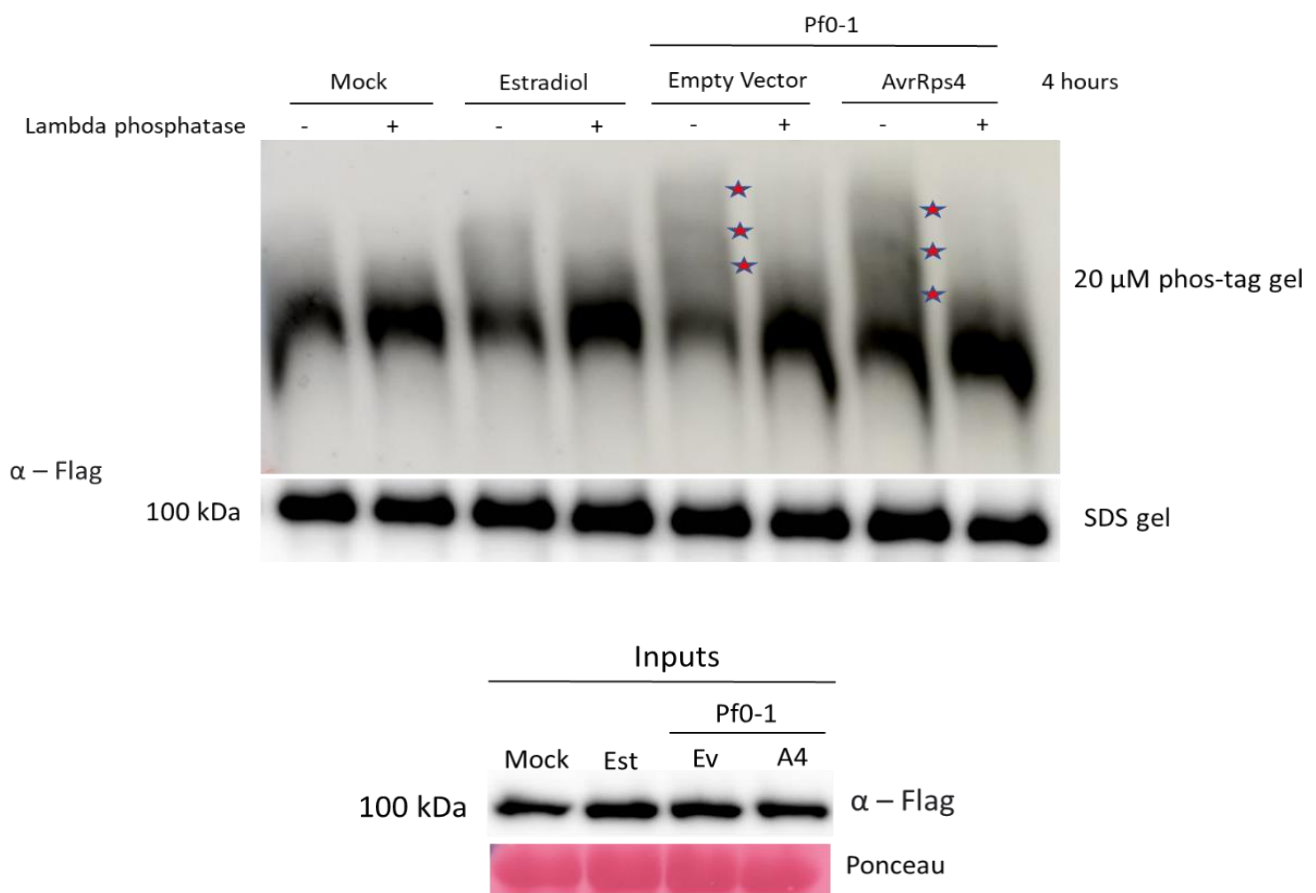 Pf0-1
Mock Estradiol Empty Vector AvrRps4 4 hours
Lambda phosphatase - + - + - + - +
20 µM phos-tag gel
α – Flag
100 kDa SDS gel
Inputs
Pf0-1
Mock Est Ev A4
100 kDa α – Flag
Ponceau